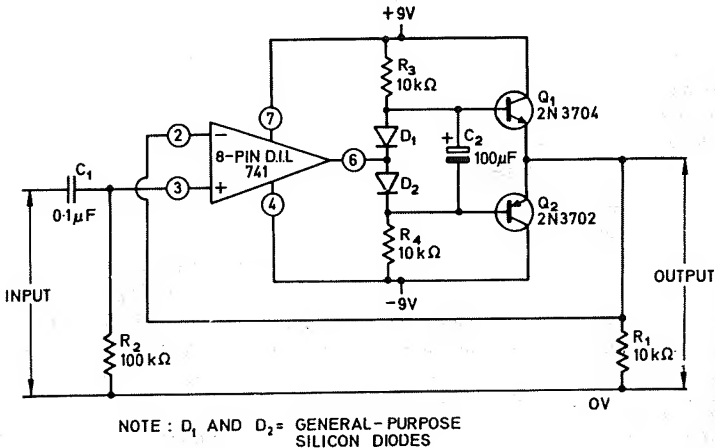 +9V
R3
10kΩ
Q1
2N3704
7
D1
+
C2
100µF
2
−
8-PIN D.I.L
741
6
C1
0·1µF
3
+
4
D2
Q2
2N3702
R4
10kΩ
−9V
INPUT
OUTPUT
R2
100kΩ
R1
10kΩ
0V
NOTE : D1 AND D2= GENERAL-PURPOSE
SILICON DIODES